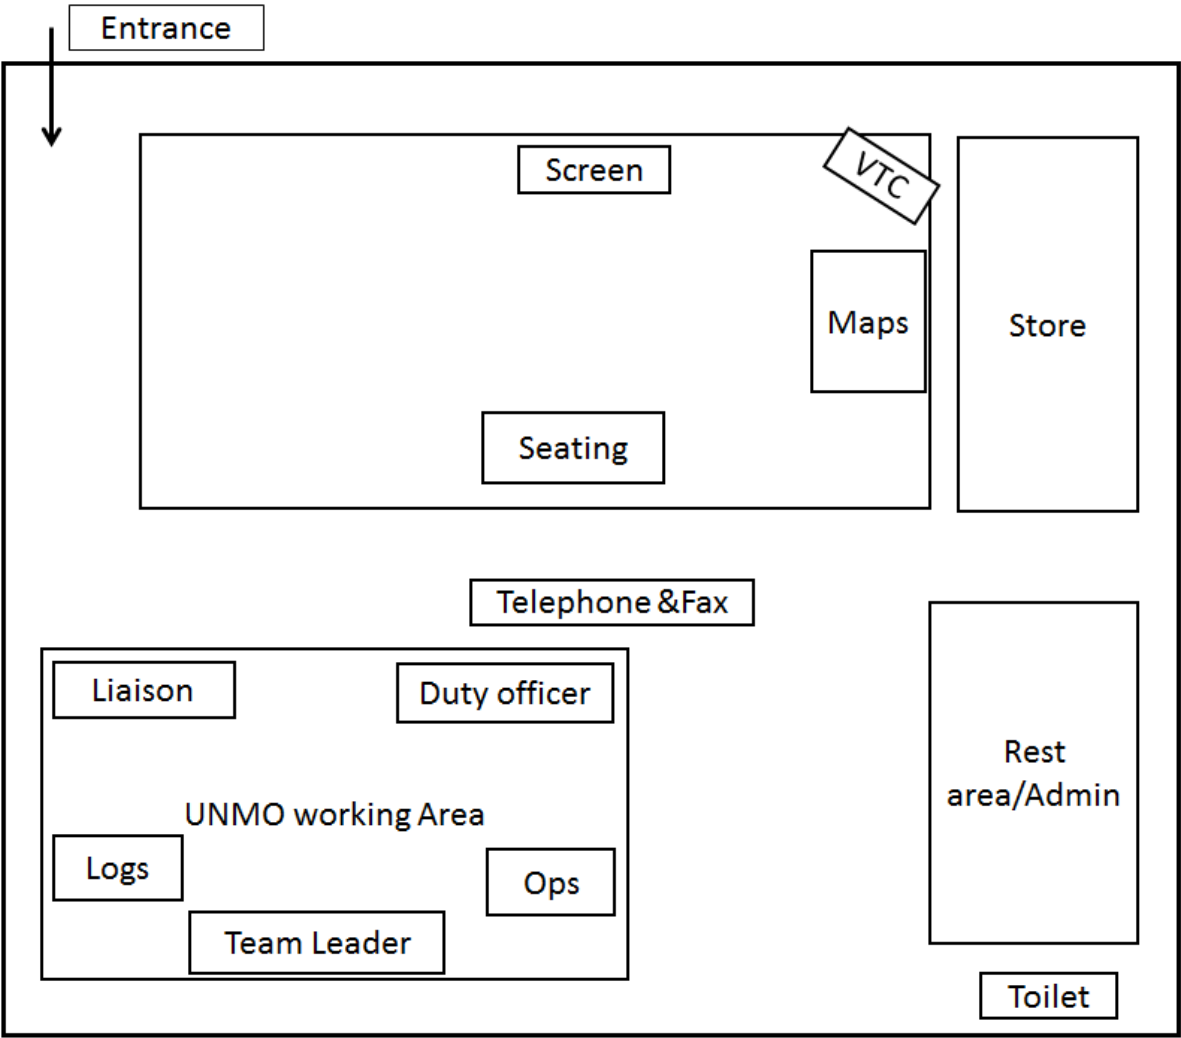 Entrance
Screen
VTC
Maps
Store
Seating
Telephone &Fax
Liaison
Duty officer
UNMO working Area
Logs
Ops
Team Leader
Rest
area/Admin
Toilet